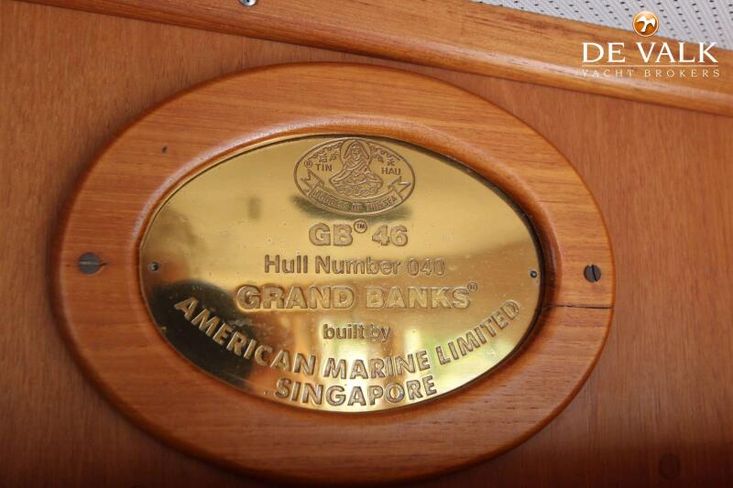 DE VALK
YACHT BROKERS
TIN HAU
GODDESS OF THE SEA
GB™ 46
Hull Number 040
GRAND BANKS®
built by
AMERICAN MARINE LIMITED
SINGAPORE